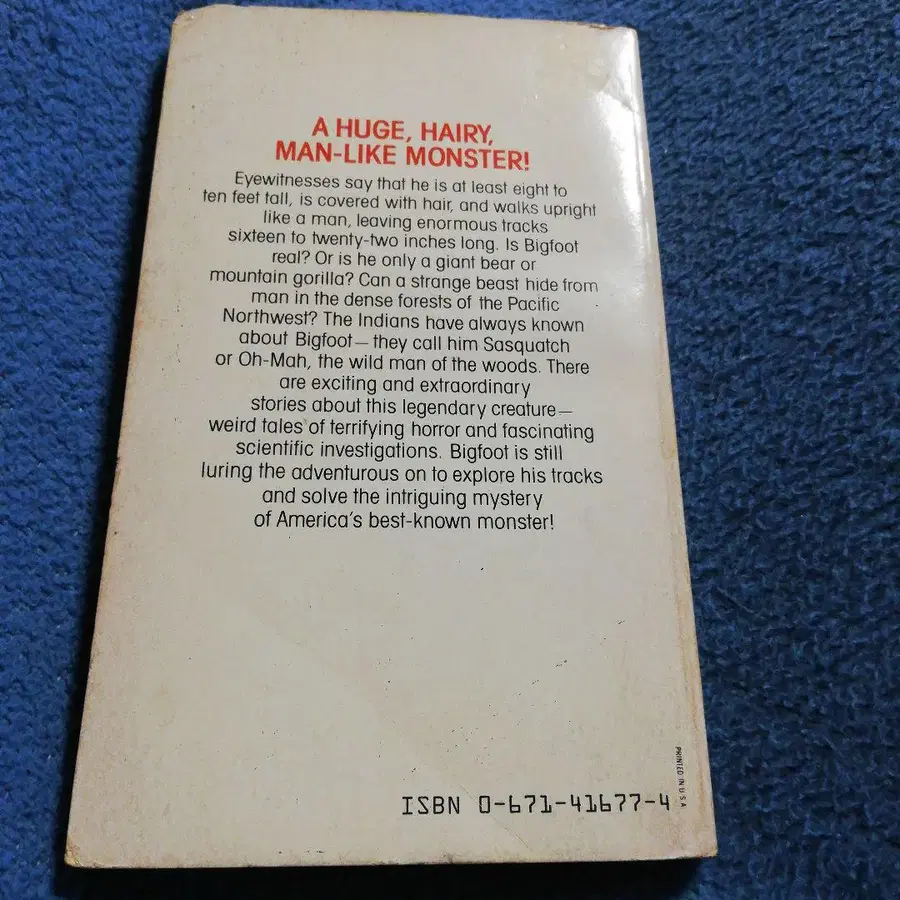 A HUGE, HAIRY,
MAN-LIKE MONSTER!
Eyewitnesses say that he is at least eight to
ten feet tall, is covered with hair, and walks upright
like a man, leaving enormous tracks
sixteen to twenty-two inches long. Is Bigfoot
real? Or is he only a giant bear or
mountain gorilla? Can a strange beast hide from
man in the dense forests of the Pacific
Northwest? The Indians have always known
about Bigfoot—they call him Sasquatch
or Oh-Mah, the wild man of the woods. There
are exciting and extraordinary
stories about this legendary creature—
weird tales of terrifying horror and fascinating
scientific investigations. Bigfoot is still
luring the adventurous on to explore his tracks
and solve the intriguing mystery
of America's best-known monster!
PRINTED IN U.S.A
ISBN 0-671-41677-4